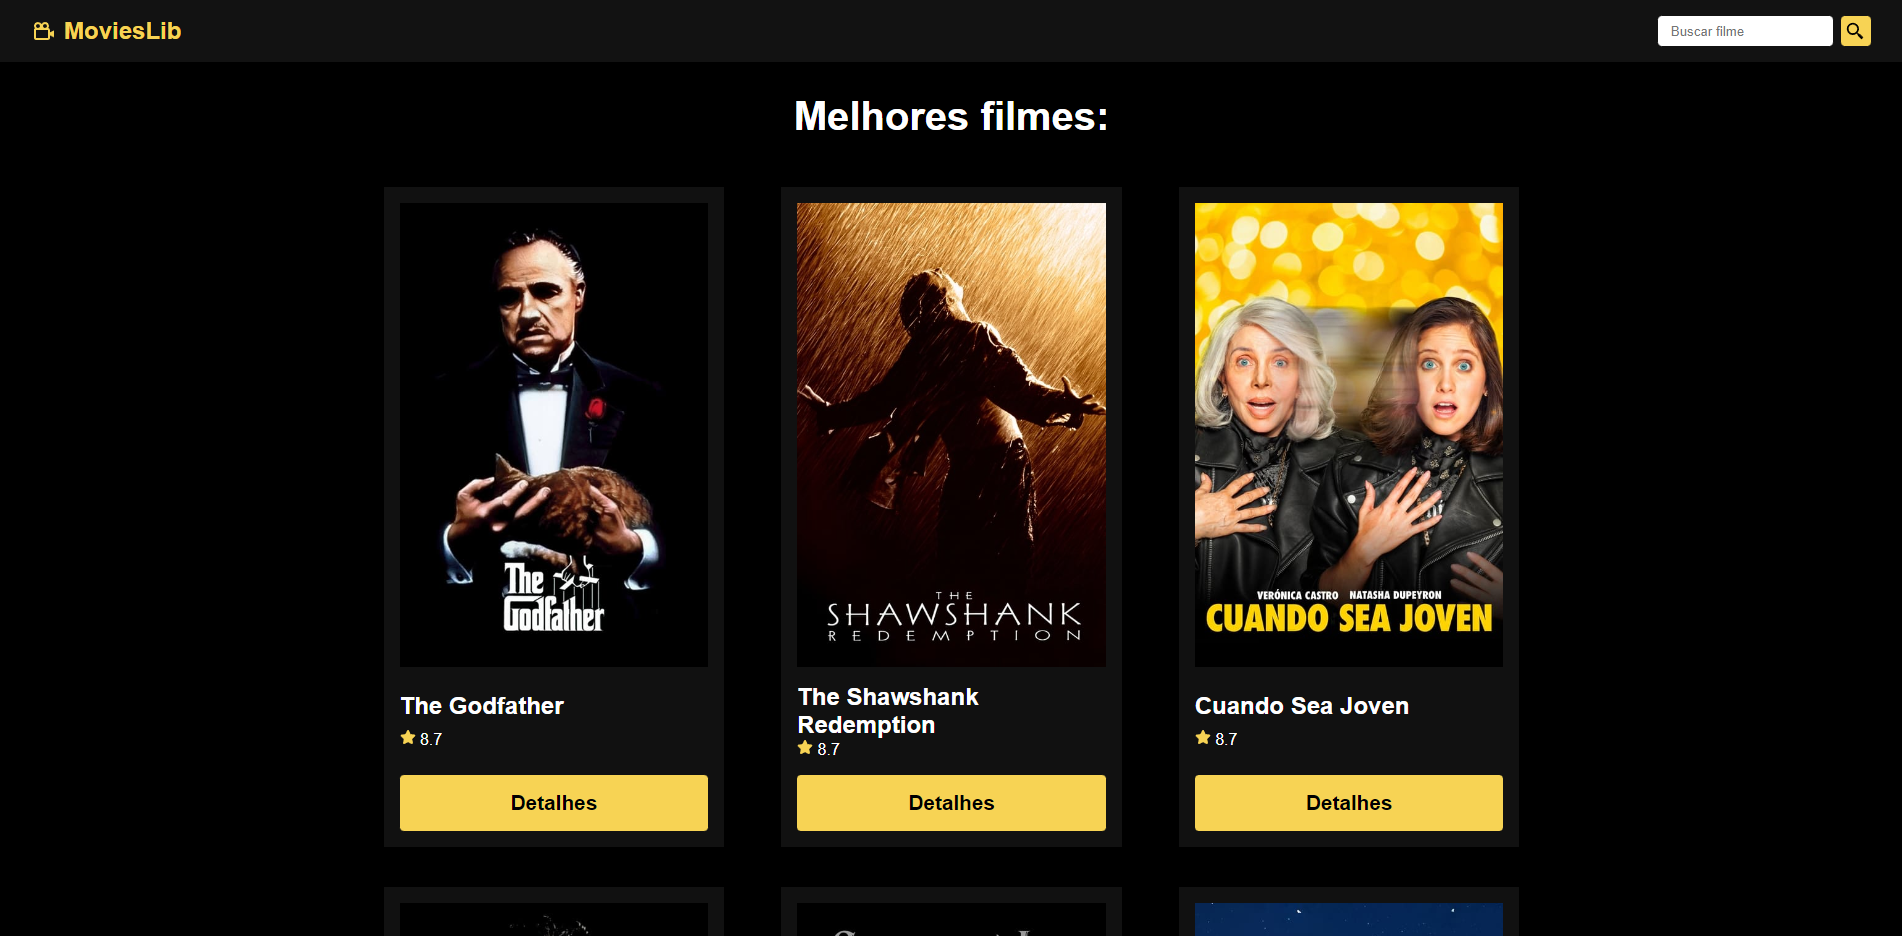 MoviesLib
Buscar filme
Melhores filmes:
The
Godfather
THE
SHAWSHANK
REDEMPTION
VERÓNICA CASTRO NATASHA DUPEYRON
CUANDO SEA JOVEN
The Godfather
8.7
Detalhes
The Shawshank
Redemption
8.7
Detalhes
Cuando Sea Joven
8.7
Detalhes